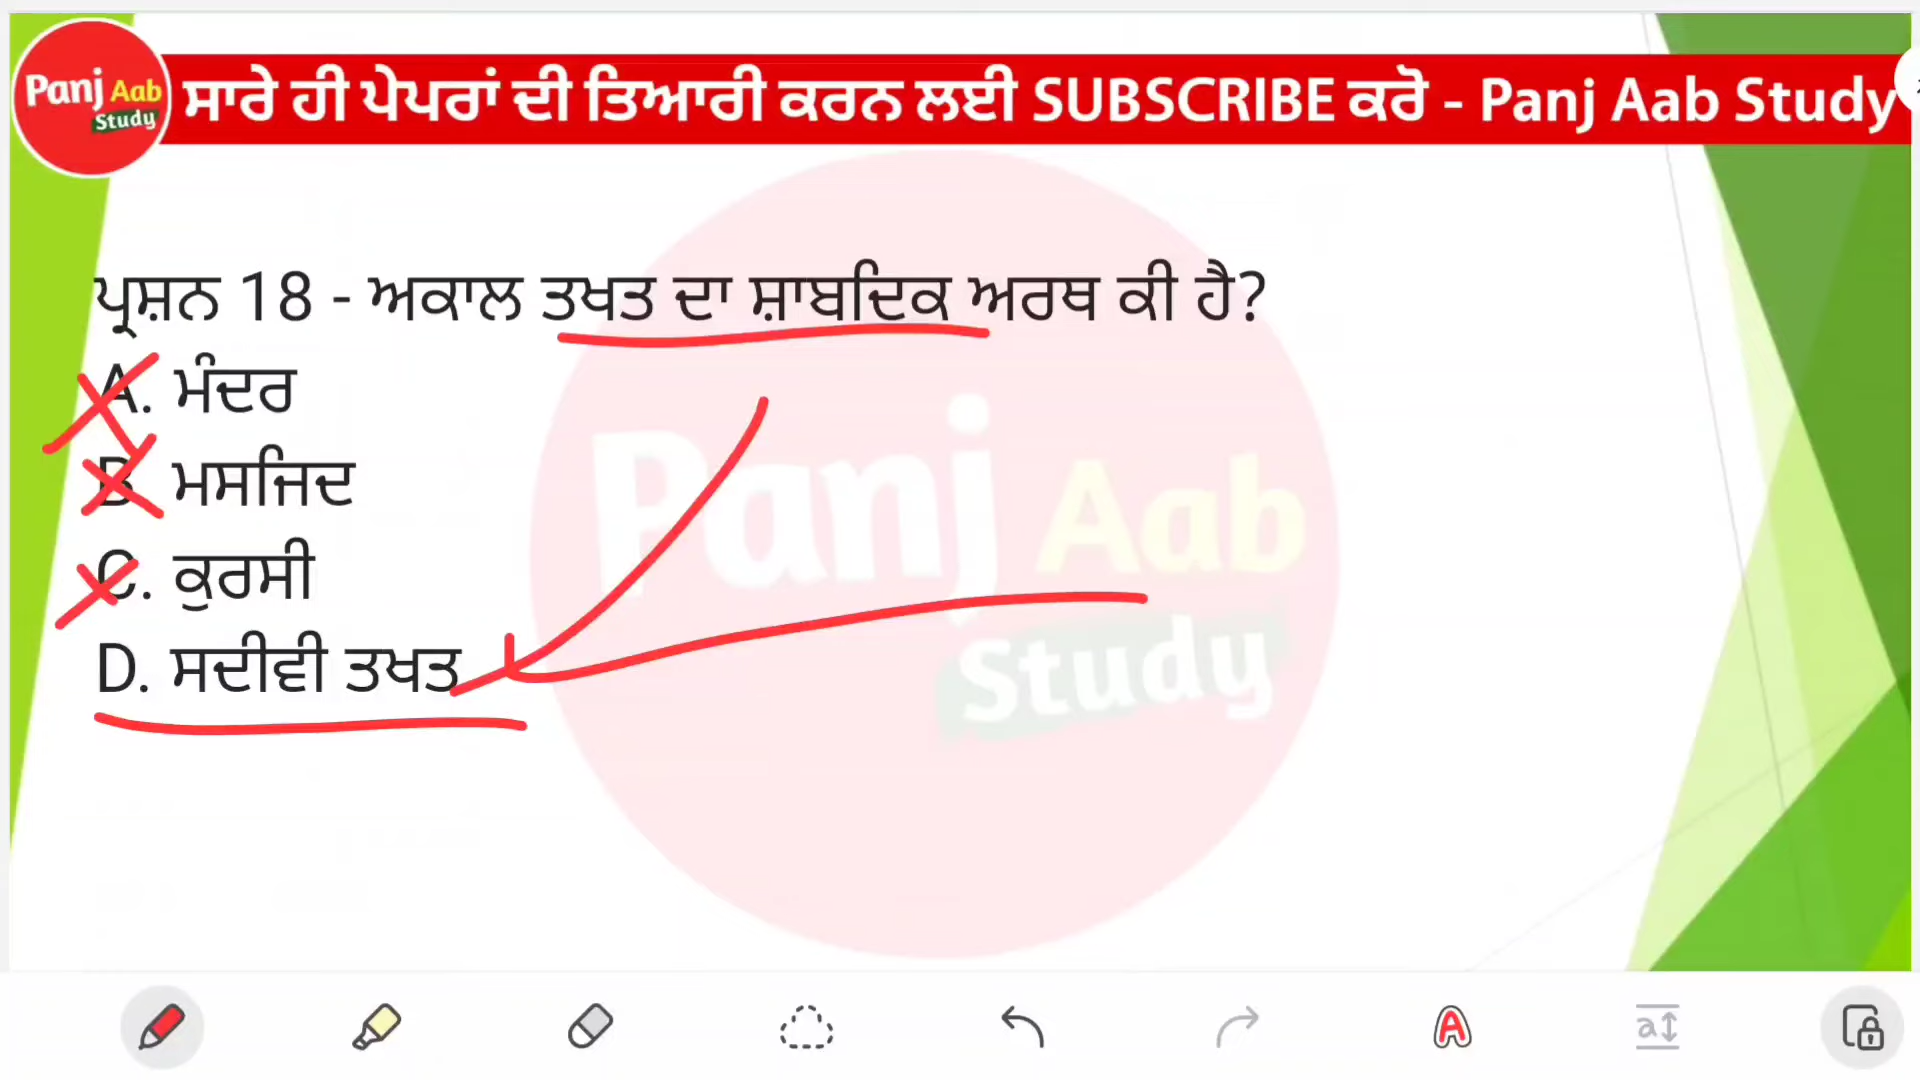 Panj Aab Study
ਸਾਰੇ ਹੀ ਪੇਪਰਾਂ ਦੀ ਤਿਆਰੀ ਕਰਨ ਲਈ SUBSCRIBE ਕਰੋ - Panj Aab Study
ਪ੍ਰਸ਼ਨ 18 - ਅਕਾਲ ਤਖਤ ਦਾ ਸ਼ਾਬਦਿਕ ਅਰਥ ਕੀ ਹੈ?
A. ਮੰਦਰ
B ਮਸਜਿਦ
C. ਕੁਰਸੀ
D. ਸਦੀਵੀ ਤਖਤ
Panj Aab
Study
A
a